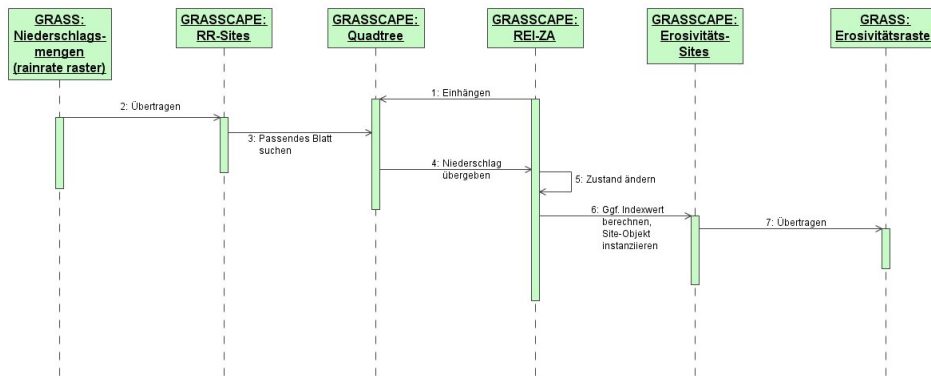 GRASS:
Niederschlags-
mengen
(rainrate raster)
GRASSCAPE:
RR-Sites
GRASSCAPE:
Quadtree
GRASSCAPE:
REI-ZA
GRASSCAPE:
Erosivitäts-
Sites
GRASS:
Erosivitätsraster
1: Einhängen
2: Übertragen
3: Passendes Blatt
suchen
4: Niederschlag
übergeben
5: Zustand ändern
6: Ggf. Indexwert
berechnen,
Site-Objekt
instanziieren
7: Übertragen